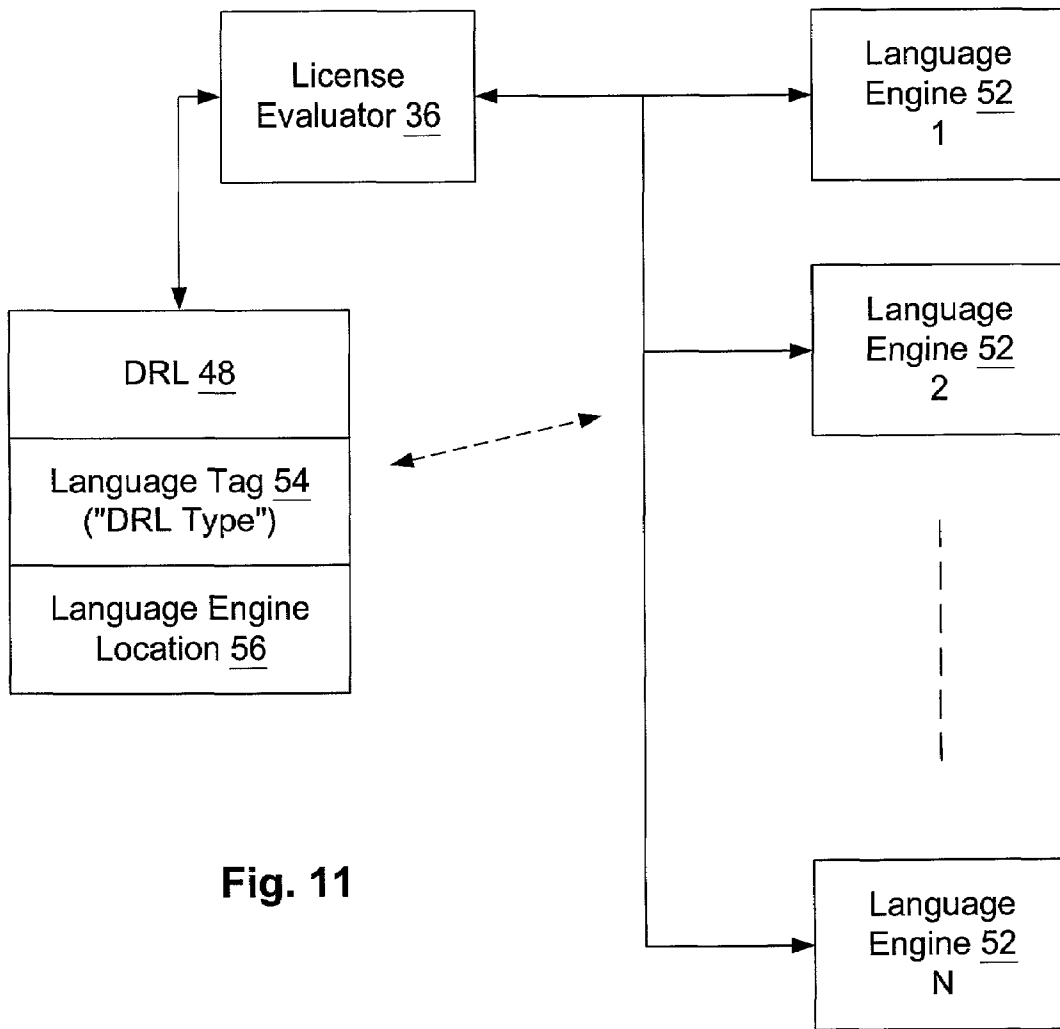 License
Evaluator 36
Language
Engine 52
1
Language
Engine 52
2
DRL 48
Language Tag 54
("DRL Type")
Language Engine
Location 56
Fig. 11
Language
Engine 52
N